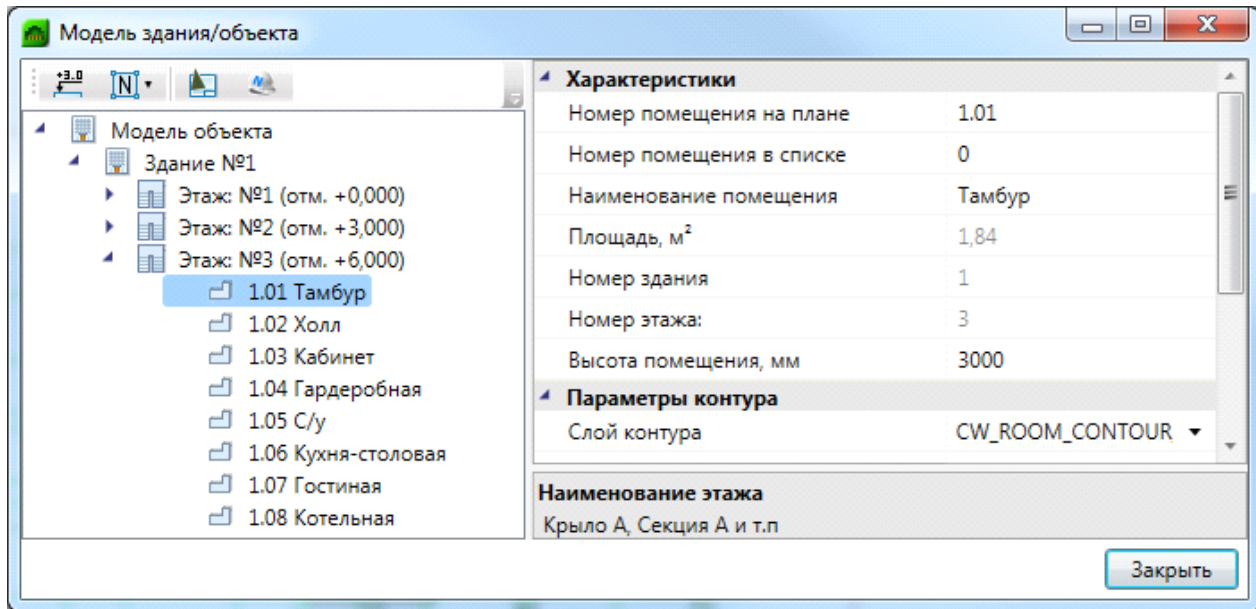 Модель здания/объекта
+3.0
N
Модель объекта
Здание №1
Этаж: №1 (отм. +0,000)
Этаж: №2 (отм. +3,000)
Этаж: №3 (отм. +6,000)
1.01 Тамбур
1.02 Холл
1.03 Кабинет
1.04 Гардеробная
1.05 С/у
1.06 Кухня-столовая
1.07 Гостиная
1.08 Котельная
Характеристики
Номер помещения на плане 1.01
Номер помещения в списке 0
Наименование помещения Тамбур
Площадь, м² 1,84
Номер здания 1
Номер этажа: 3
Высота помещения, мм 3000
Параметры контура
Слой контура CW_ROOM_CONTOUR
Наименование этажа
Крыло А, Секция А и т.п
Закрыть